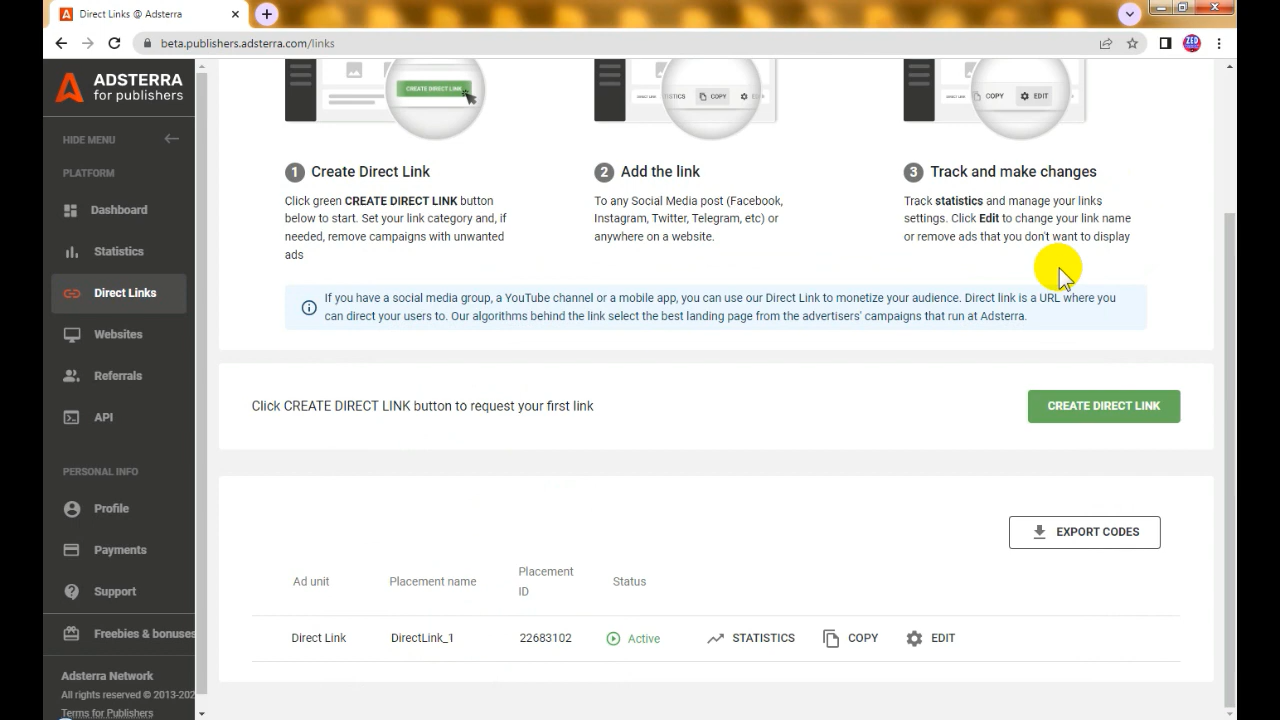 Direct Links @ Adsterra
beta.publishers.adsterra.com/links
ZED
ADSTERRA
for publishers
HIDE MENU
PLATFORM
Dashboard
Statistics
Direct Links
Websites
Referrals
API
PERSONAL INFO
Profile
Payments
Support
Freebies & bonuses
Adsterra Network
All rights reserved © 2013-202
Terms for Publishers
CREATE DIRECT LINK
COPY
COPY EDIT
1 Create Direct Link
Click green CREATE DIRECT LINK button
below to start. Set your link category and, if
needed, remove campaigns with unwanted
ads
2 Add the link
To any Social Media post (Facebook,
Instagram, Twitter, Telegram, etc) or
anywhere on a website.
3 Track and make changes
Track statistics and manage your links
settings. Click Edit to change your link name
or remove ads that you don't want to display
If you have a social media group, a YouTube channel or a mobile app, you can use our Direct Link to monetize your audience. Direct link is a URL where you
can direct your users to. Our algorithms behind the link select the best landing page from the advertisers' campaigns that run at Adsterra.
Click CREATE DIRECT LINK button to request your first link
CREATE DIRECT LINK
EXPORT CODES
Ad unit Placement name Placement ID Status
Direct Link DirectLink_1 22683102 Active STATISTICS COPY EDIT